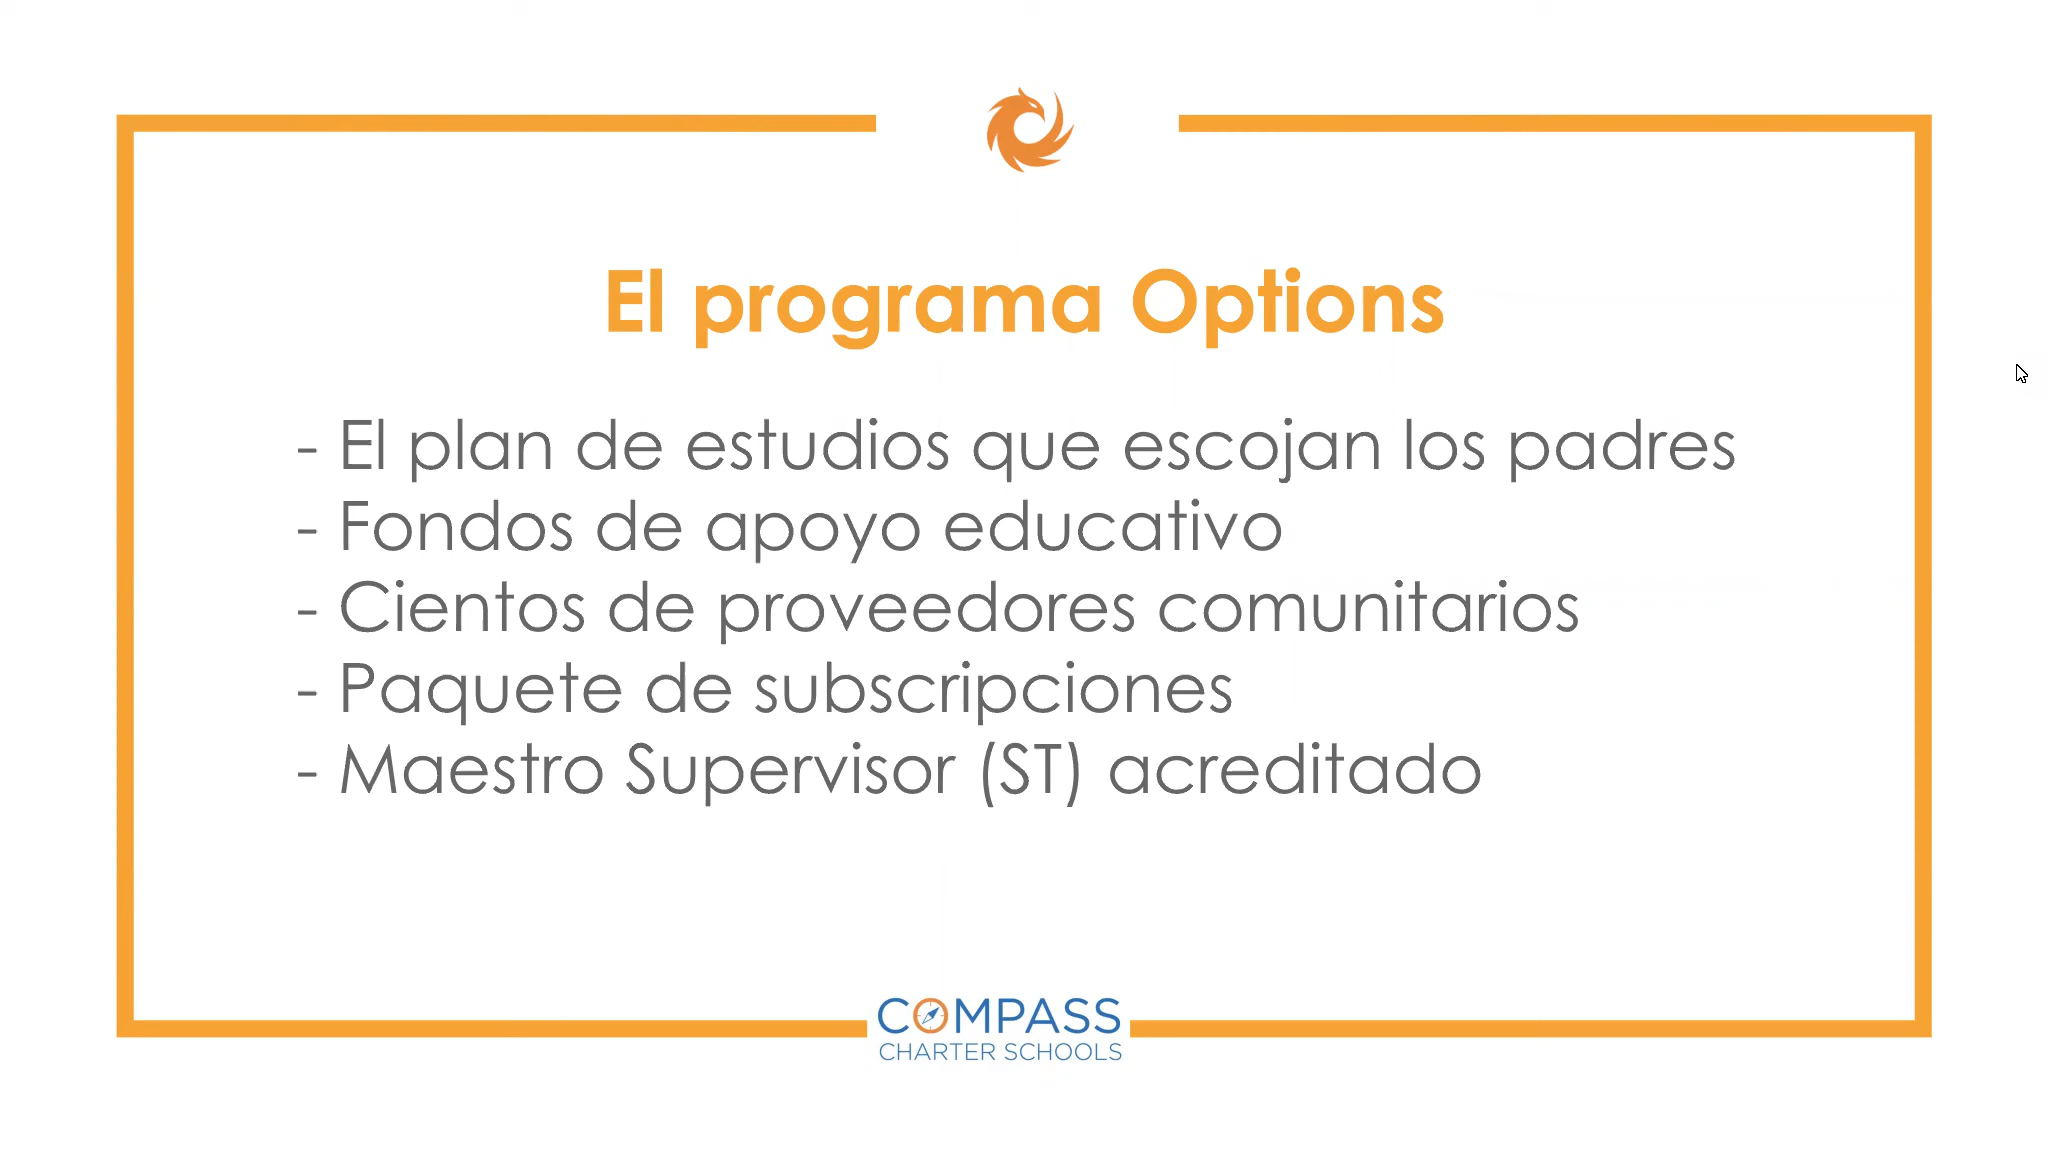 El programa Options
- El plan de estudios que escojan los padres
- Fondos de apoyo educativo
- Cientos de proveedores comunitarios
- Paquete de subscripciones
- Maestro Supervisor (ST) acreditado
COMPASS
CHARTER SCHOOLS